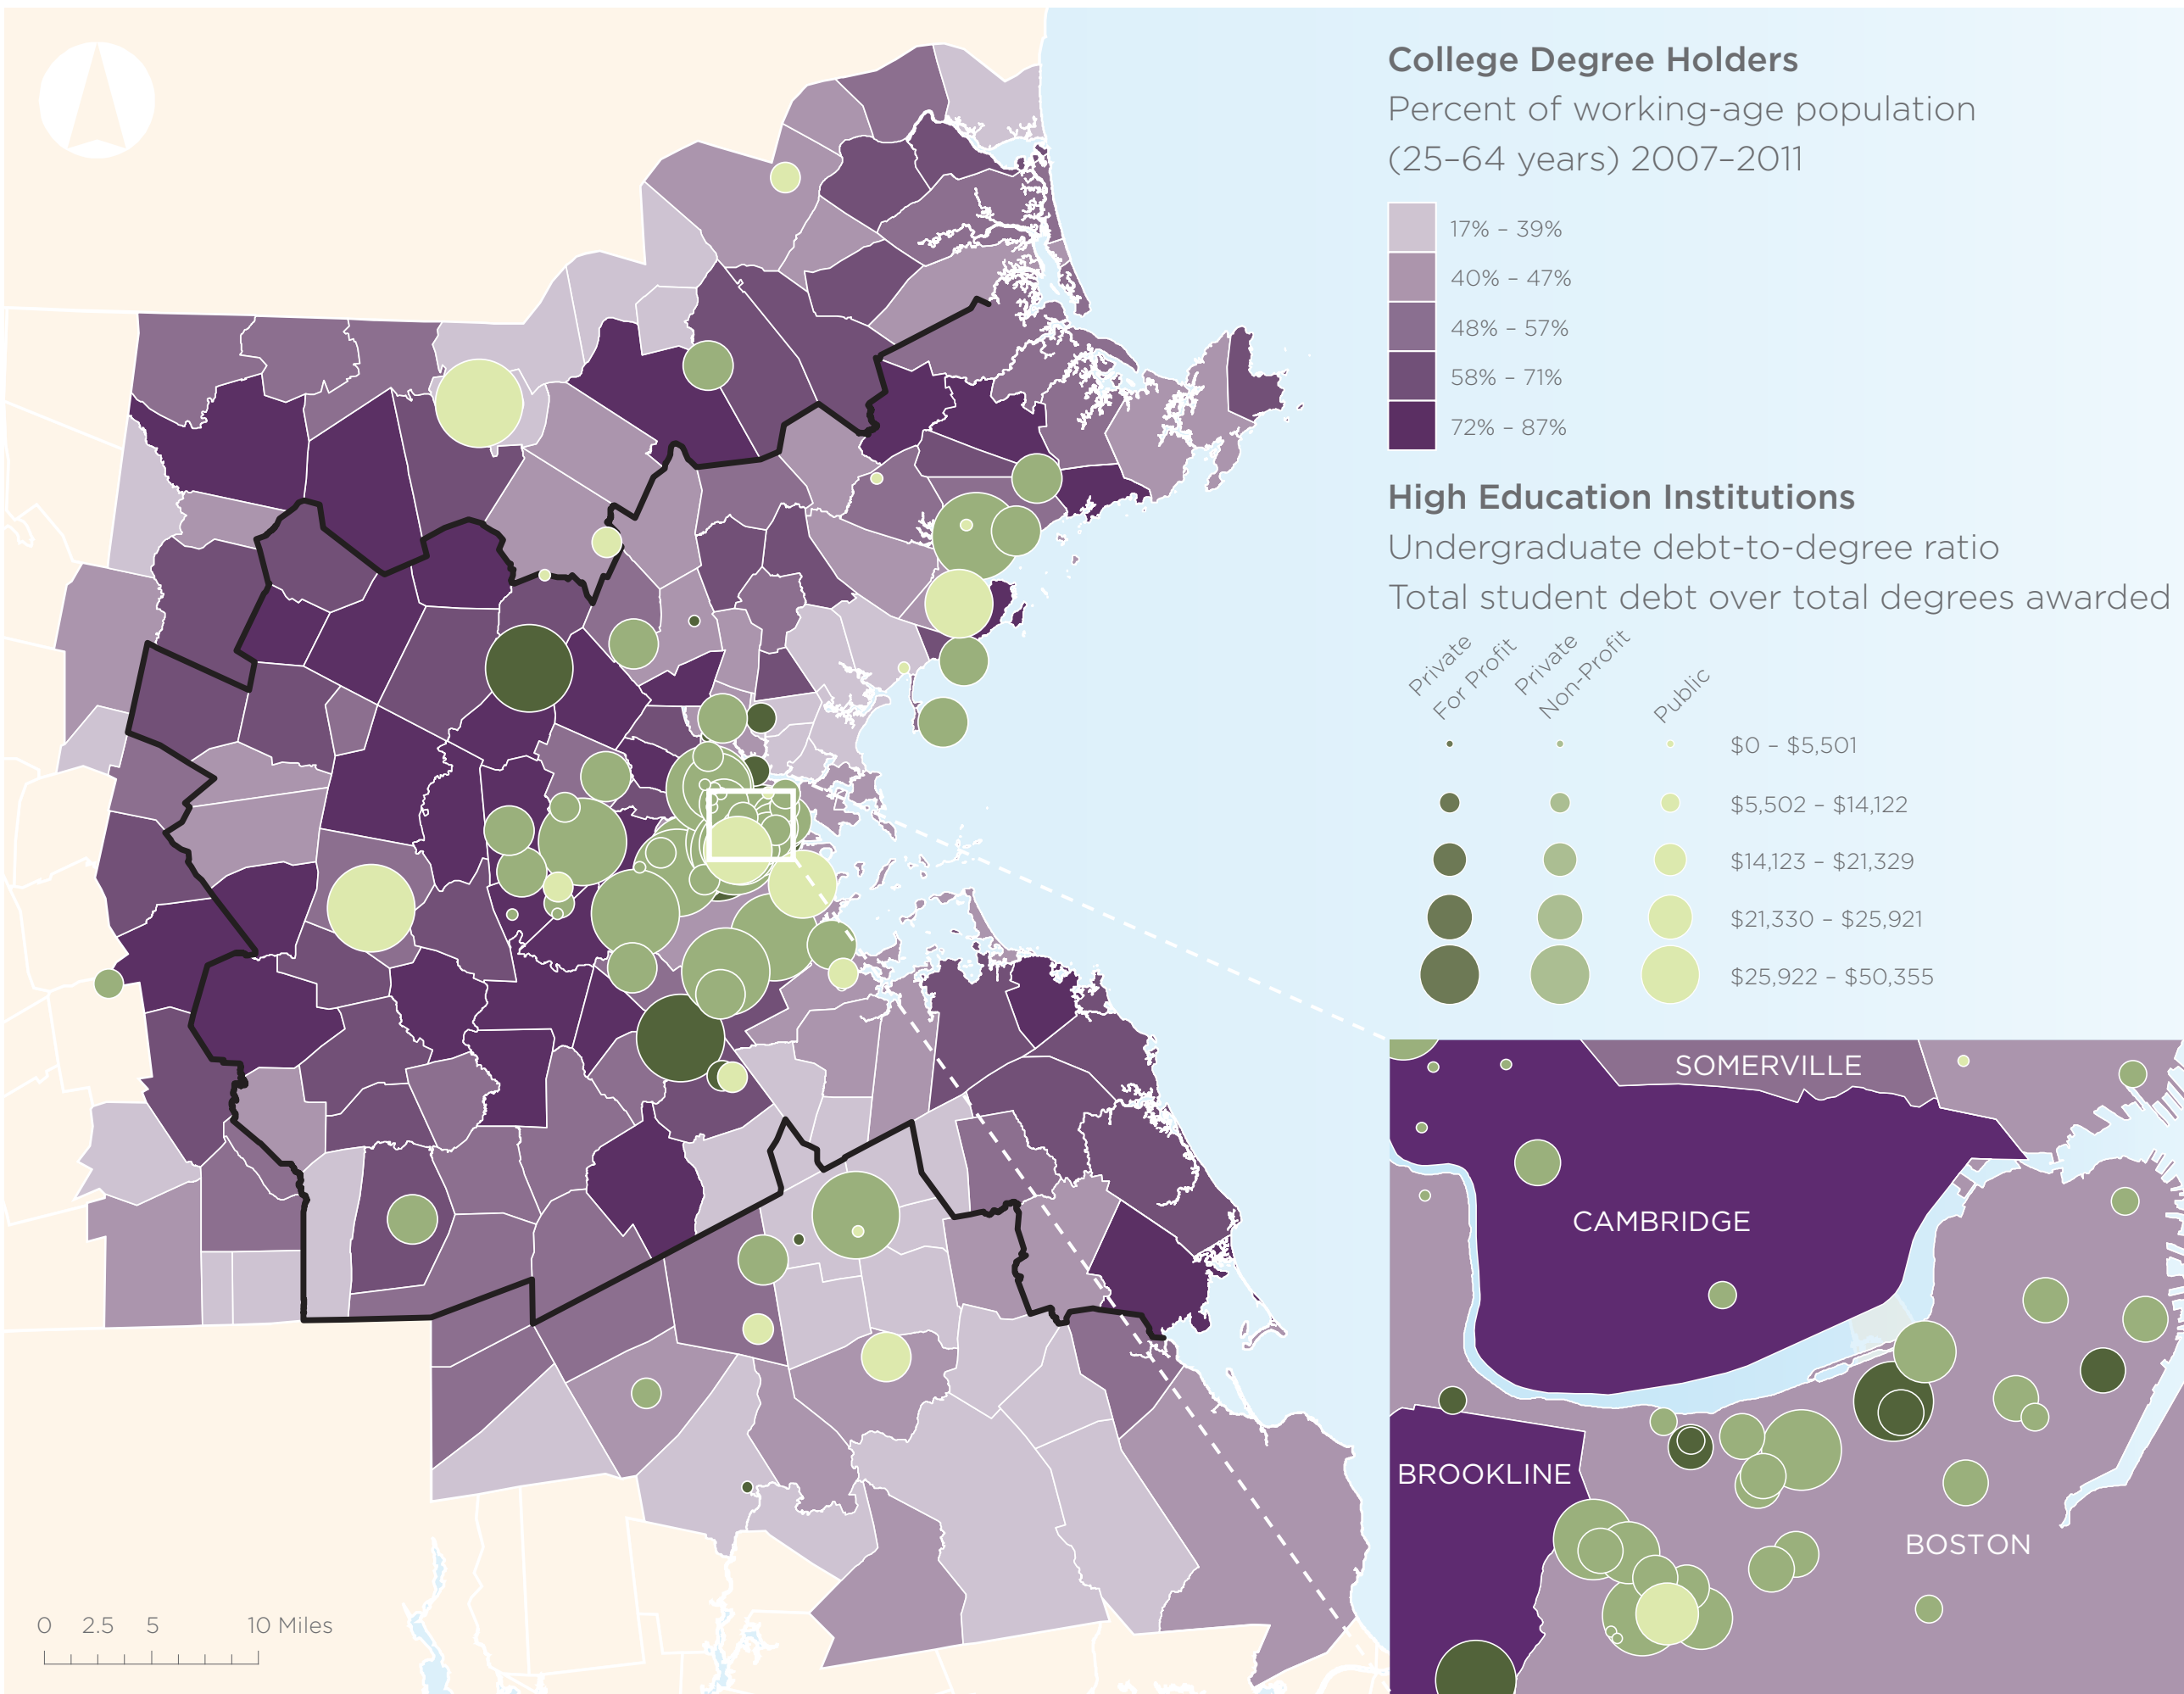 College Degree Holders
Percent of working-age population
(25–64 years) 2007–2011
17% – 39%
40% – 47%
48% – 57%
58% – 71%
72% – 87%
High Education Institutions
Undergraduate debt-to-degree ratio
Total student debt over total degrees awarded
Private
For Profit
Private
Non-Profit
Public
$0 – $5,501
$5,502 – $14,122
$14,123 – $21,329
$21,330 – $25,921
$25,922 – $50,355
SOMERVILLE
CAMBRIDGE
BROOKLINE
BOSTON
0 2.5 5 10 Miles